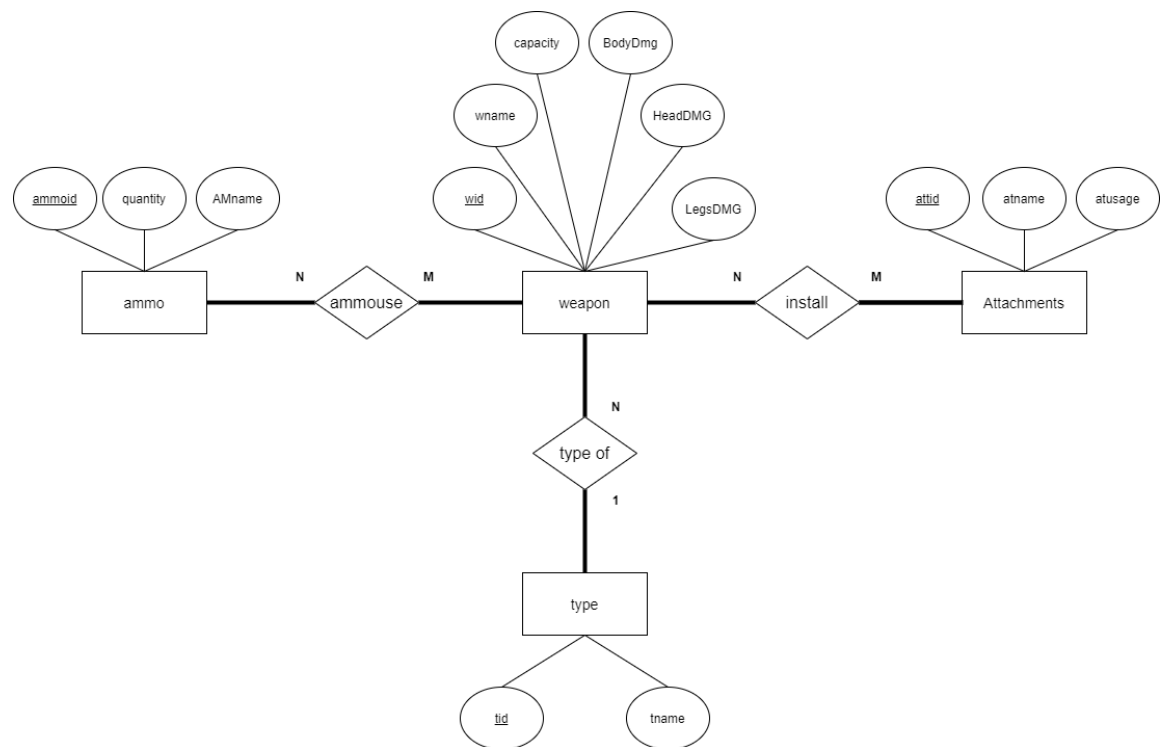 capacity
BodyDmg
wname
HeadDMG
ammoid
quantity
AMname
wid
LegsDMG
attid
atname
atusage
N
M
N
M
ammo
ammouse
weapon
install
Attachments
N
type of
1
type
tid
tname